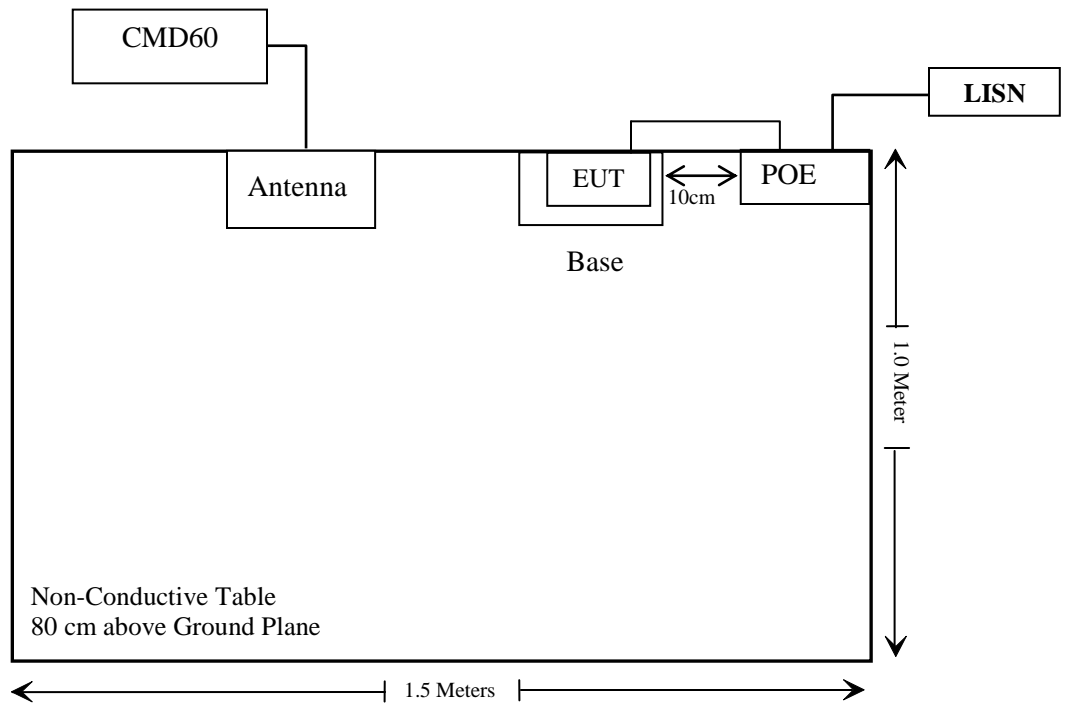 CMD60
LISN
Antenna
EUT
POE
10cm
Base
1.0 Meter
Non-Conductive Table
80 cm above Ground Plane
1.5 Meters